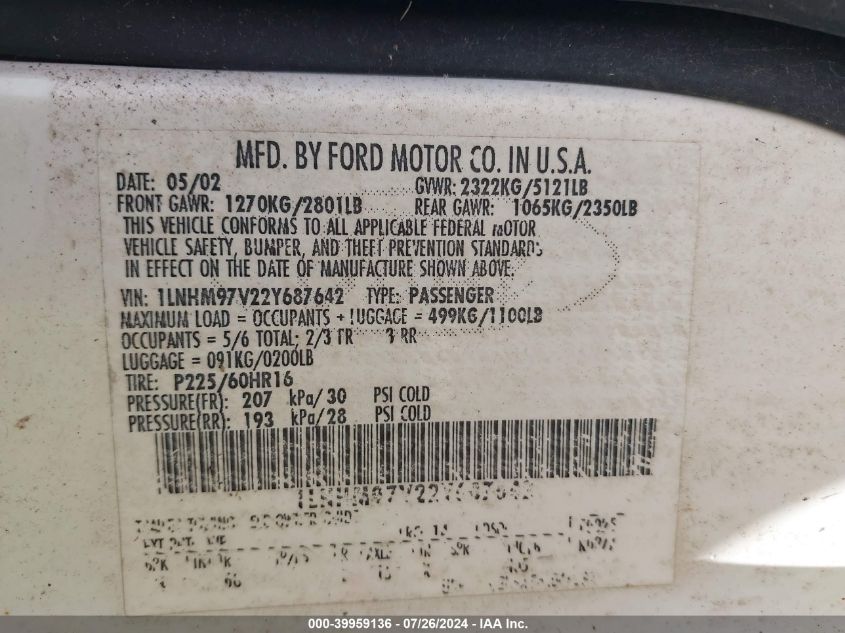 MFD. BY FORD MOTOR CO. IN U.S.A.
DATE: 05/02 GVWR: 2322KG/5121LB
FRONT GAWR: 1270KG/2801LB REAR GAWR: 1065KG/2350LB
THIS VEHICLE CONFORMS TO ALL APPLICABLE FEDERAL MOTOR
VEHICLE SAFETY, BUMPER, AND THEFT PREVENTION STANDARDS
IN EFFECT ON THE DATE OF MANUFACTURE SHOWN ABOVE.
VIN: 1LNHM97V22Y687642 TYPE: PASSENGER
MAXIMUM LOAD = OCCUPANTS + LUGGAGE = 499KG/1100LB
OCCUPANTS = 5/6 TOTAL; 2/3 FR 3 RR
LUGGAGE = 091KG/0200LB
TIRE: P225/60HR16
PRESSURE(FR): 207 kPa/30 PSI COLD
PRESSURE(RR): 193 kPa/28 PSI COLD
1LNHM97V22Y687642
000-39959136 - 07/26/2024 - IAA Inc.